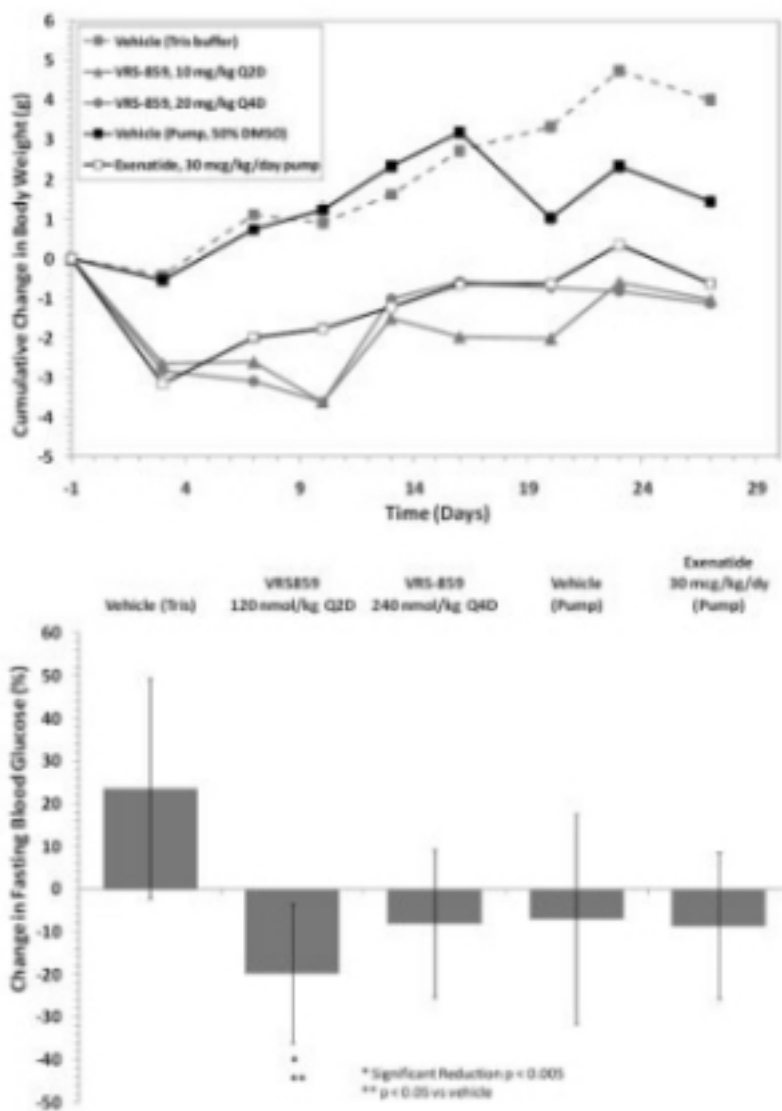 6
5
4
3
2
1
0
-1
-2
-3
-4
-5
Cumulative Change in Body Weight (g)
Vehicle (Tris buffer)
VRS-859, 10 mg/kg Q2D
VRS-859, 20 mg/kg Q4D
Vehicle (Pump, 50% DMSO)
Exenatide, 30 mcg/kg/day pump
-1 4 9 14 19 24 29
Time (Days)
Vehicle (Tris)
VRS859
120 nmol/kg Q2D
VRS-859
240 nmol/kg Q4D
Vehicle
(Pump)
Exenatide
30 mcg/kg/dy
(Pump)
Change in Fasting Blood Glucose (%)
60
50
40
30
20
10
0
-10
-20
-30
-40
-50
*
**
* Significant Reduction p < 0.005
** p < 0.05 vs vehicle